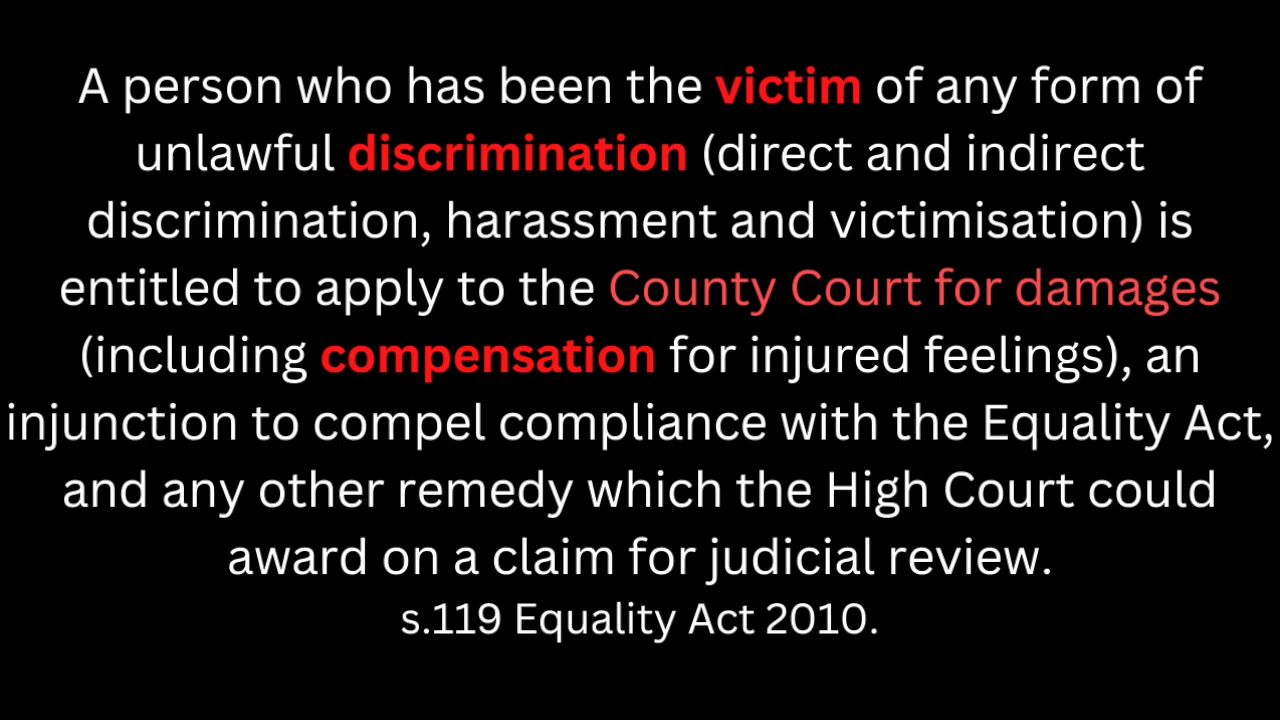 A person who has been the victim of any form of
unlawful discrimination (direct and indirect
discrimination, harassment and victimisation) is
entitled to apply to the County Court for damages
(including compensation for injured feelings), an
injunction to compel compliance with the Equality Act,
and any other remedy which the High Court could
award on a claim for judicial review.
s.119 Equality Act 2010.